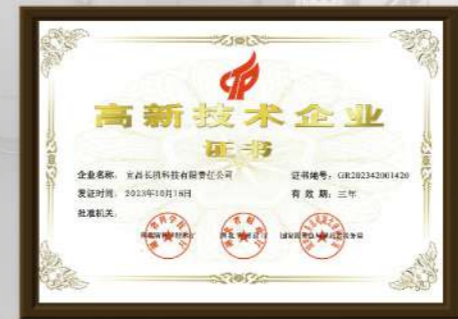 高新技术企业
证书
企业名称： 宜昌长机科技有限责任公司
证书编号： GR202342001420
发证时间： 2023年10月16日
有 效 期： 三年
批准机关：